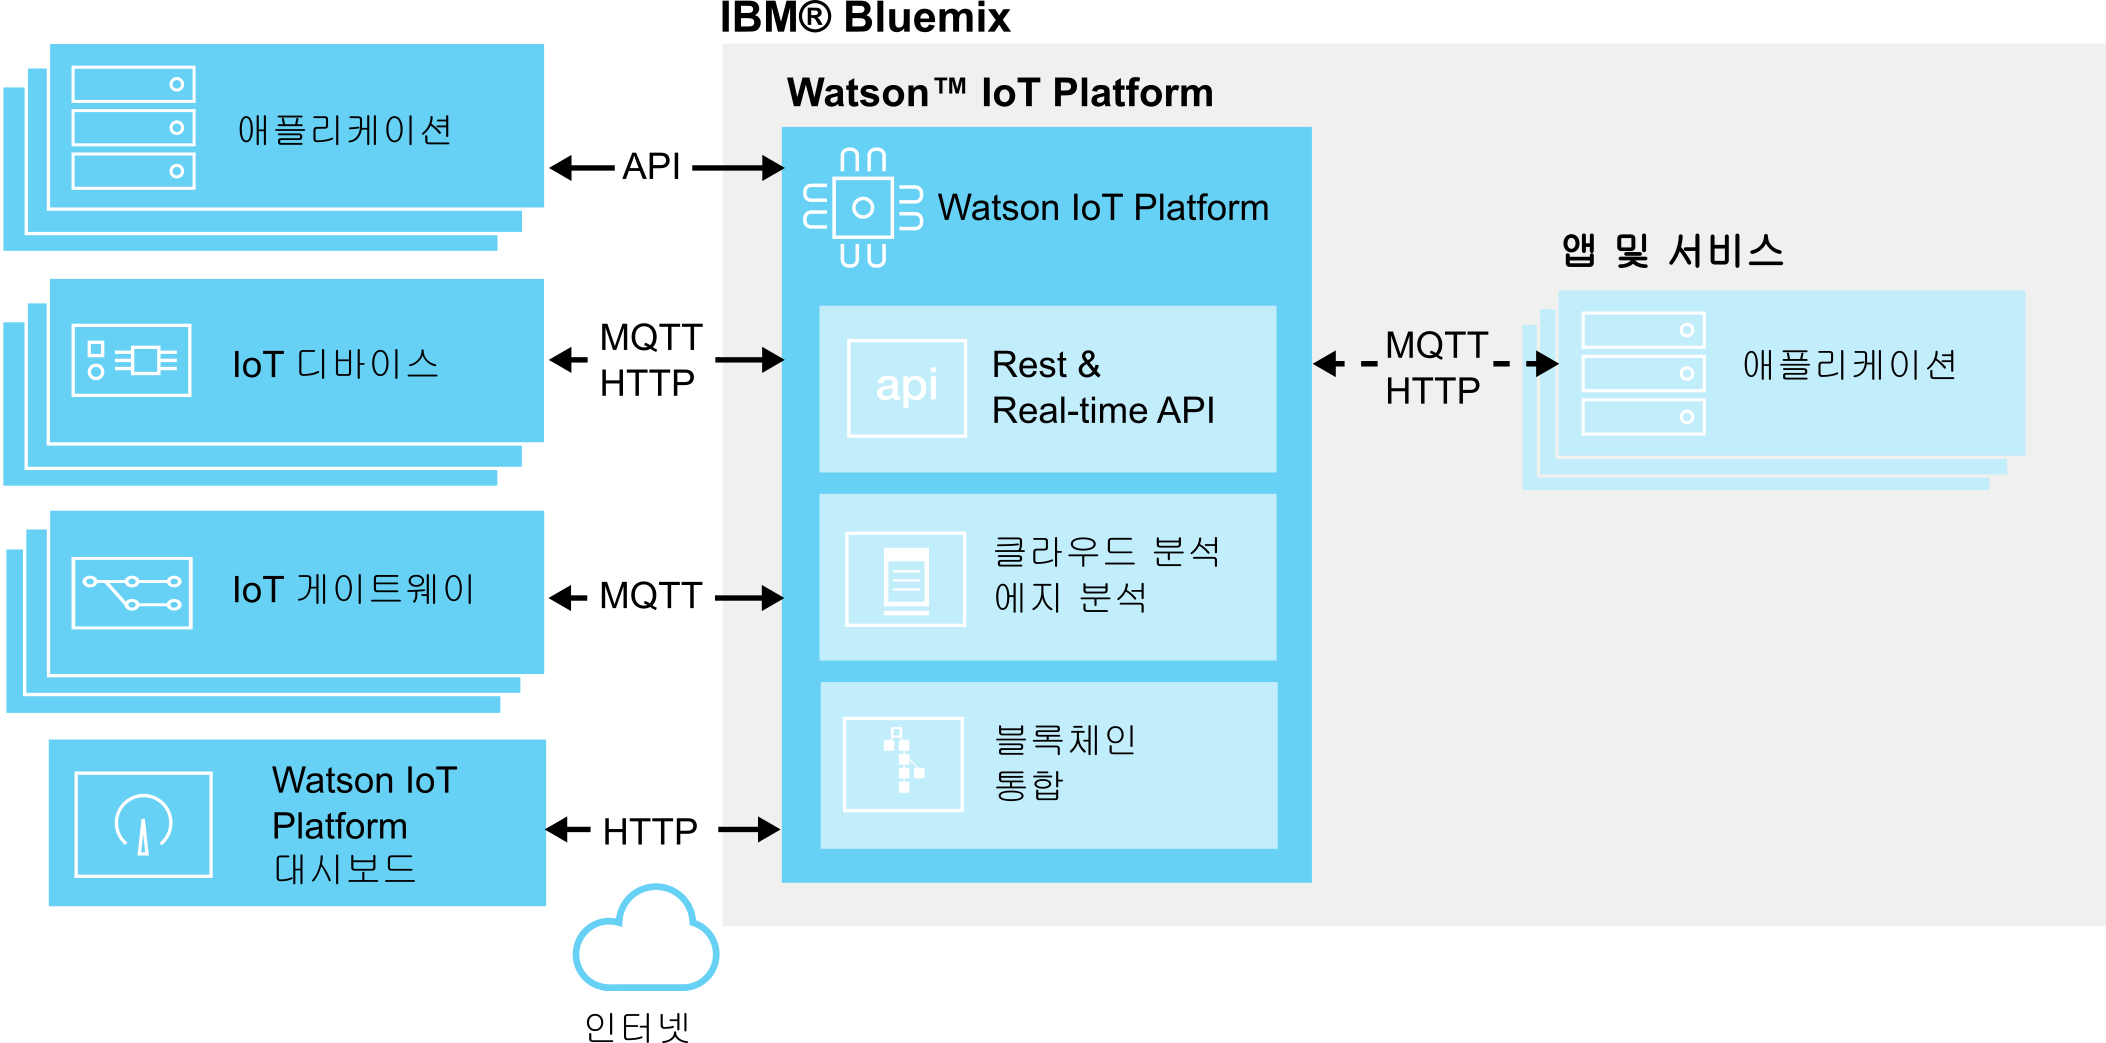 IBM® Bluemix
Watson™ IoT Platform
애플리케이션
API
Watson IoT Platform
IoT 디바이스
MQTT
HTTP
api
Rest &
Real-time API
MQTT
HTTP
앱 및 서비스
애플리케이션
IoT 게이트웨이
MQTT
클라우드 분석
에지 분석
블록체인
통합
Watson IoT
Platform
대시보드
HTTP
인터넷